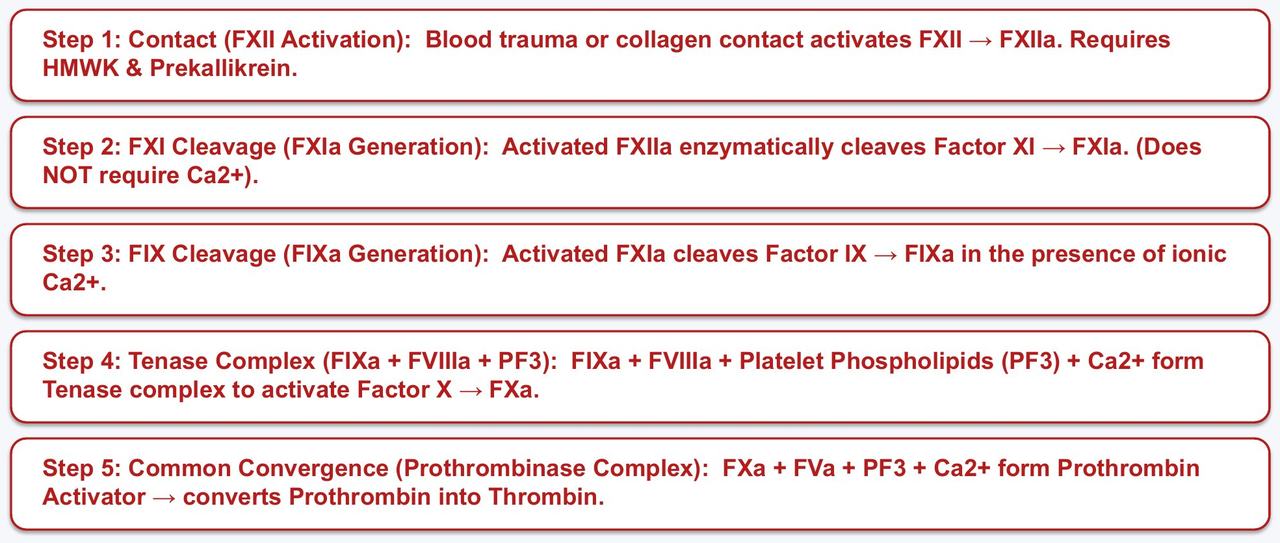 Step 1: Contact (FXII Activation):  Blood trauma or collagen contact activates FXII → FXIIa. Requires
HMWK & Prekallikrein.
Step 2: FXI Cleavage (FXIa Generation):  Activated FXIIa enzymatically cleaves Factor XI → FXIa. (Does
NOT require Ca2+).
Step 3: FIX Cleavage (FIXa Generation):  Activated FXIa cleaves Factor IX → FIXa in the presence of ionic
Ca2+.
Step 4: Tenase Complex (FIXa + FVIIIa + PF3):  FIXa + FVIIIa + Platelet Phospholipids (PF3) + Ca2+ form
Tenase complex to activate Factor X → FXa.
Step 5: Common Convergence (Prothrombinase Complex):  FXa + FVa + PF3 + Ca2+ form Prothrombin
Activator → converts Prothrombin into Thrombin.